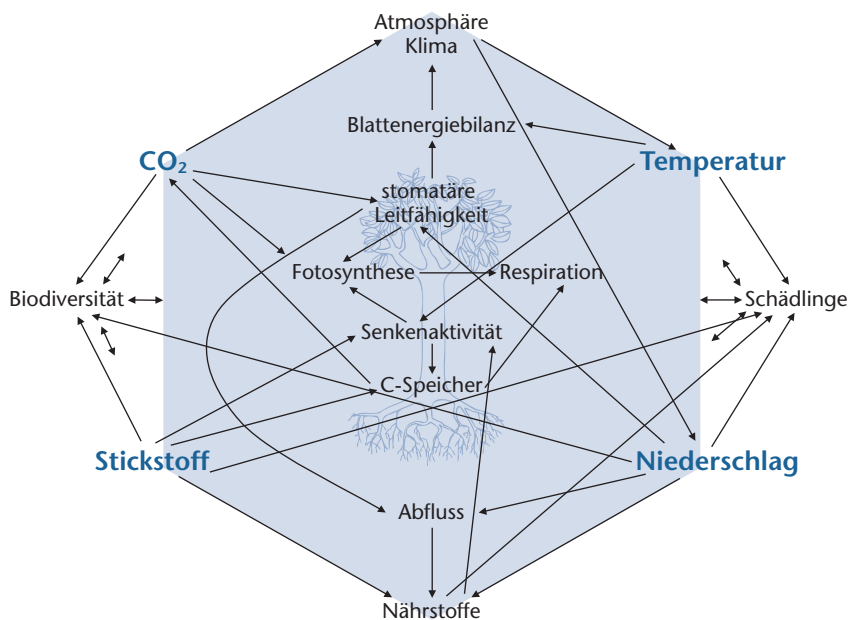 Atmosphäre
Klima
Blattenergiebilanz
CO₂
Temperatur
stomatäre
Leitfähigkeit
Fotosynthese
Respiration
Biodiversität
Schädlinge
Senkenaktivität
C-Speicher
Stickstoff
Niederschlag
Abfluss
Nährstoffe